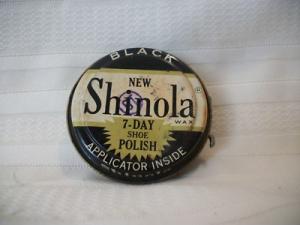 BLACK
NEW
Shinola ®
WAX
7-DAY
SHOE
POLISH
APPLICATOR INSIDE